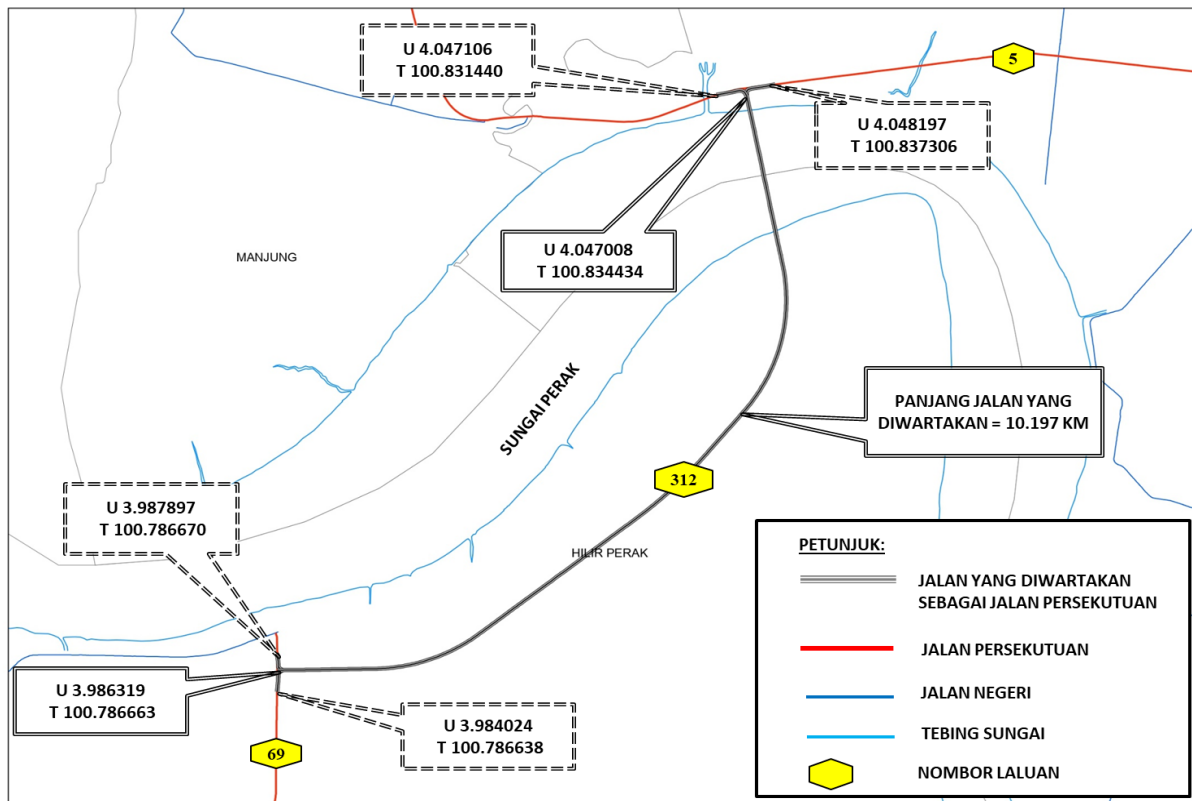 U 4.047106
T 100.831440
5
U 4.048197
T 100.837306
U 4.047008
T 100.834434
MANJUNG
SUNGAI PERAK
PANJANG JALAN YANG
DIWARTAKAN = 10.197 KM
312
U 3.987897
T 100.786670
HILIR PERAK
U 3.986319
T 100.786663
U 3.984024
T 100.786638
69
PETUNJUK:
JALAN YANG DIWARTAKAN
SEBAGAI JALAN PERSEKUTUAN
JALAN PERSEKUTUAN
JALAN NEGERI
TEBING SUNGAI
NOMBOR LALUAN